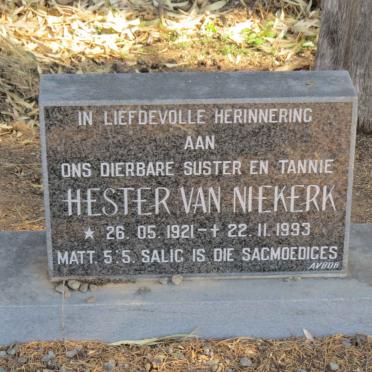 IN LIEFDEVOLLE HERINNERING
AAN
ONS DIERBARE SUSTER EN TANNIE
HESTER VAN NIEKERK
★ 26. 05. 1921 - † 22. 11. 1993
MATT. 5:5. SALIG IS DIE SAGMOEDIGES
AVBOB